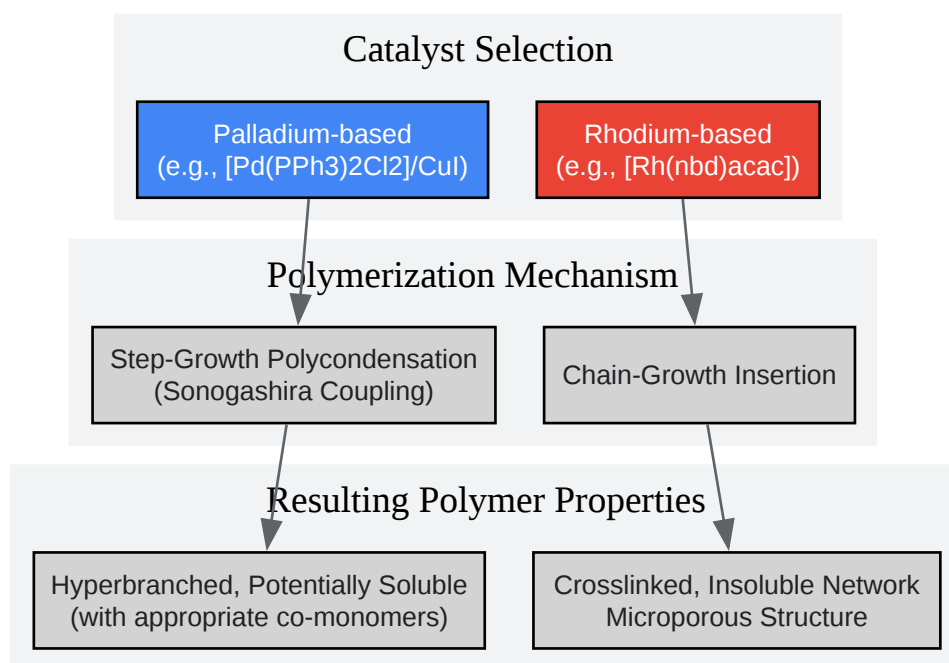 Catalyst Selection
Palladium-based
(e.g., [Pd(PPh3)2Cl2]/CuI)
Rhodium-based
(e.g., [Rh(nbd)acac])
Polymerization Mechanism
Step-Growth Polycondensation
(Sonogashira Coupling)
Chain-Growth Insertion
Resulting Polymer Properties
Hyperbranched, Potentially Soluble
(with appropriate co-monomers)
Crosslinked, Insoluble Network
Microporous Structure